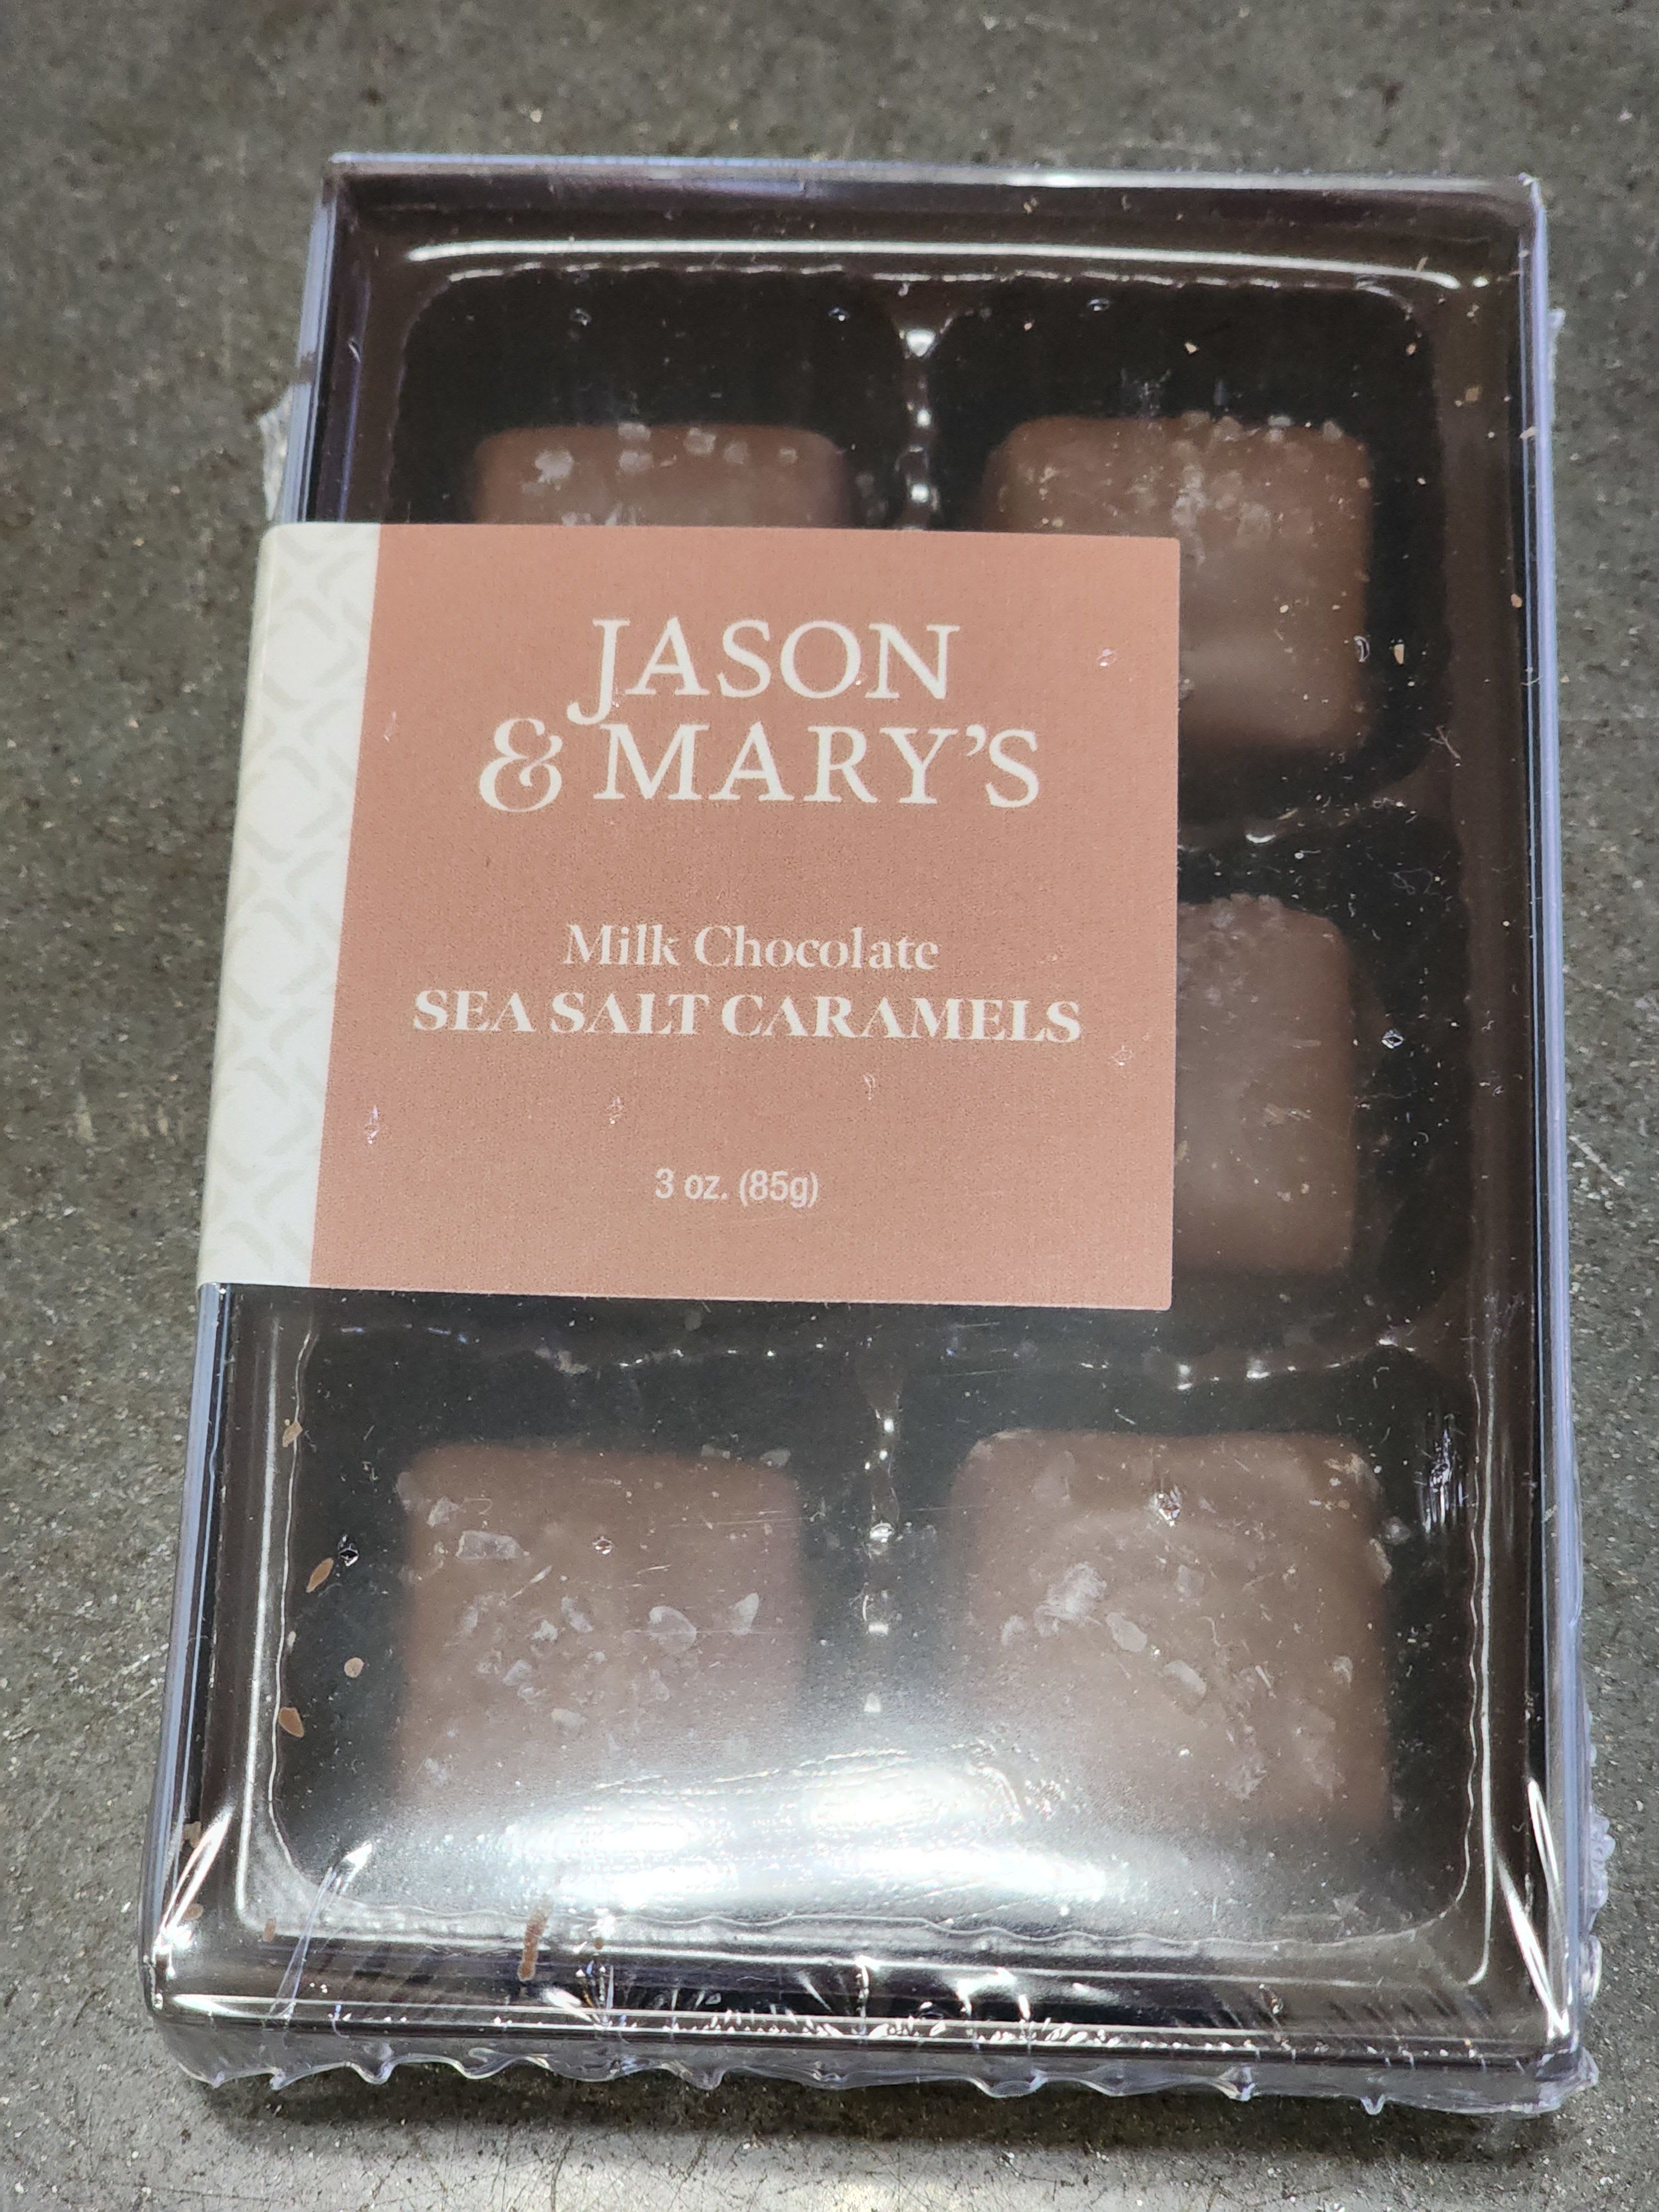 JASON
& MARY'S
Milk Chocolate
SEA SALT CARAMELS
3 oz. (85g)